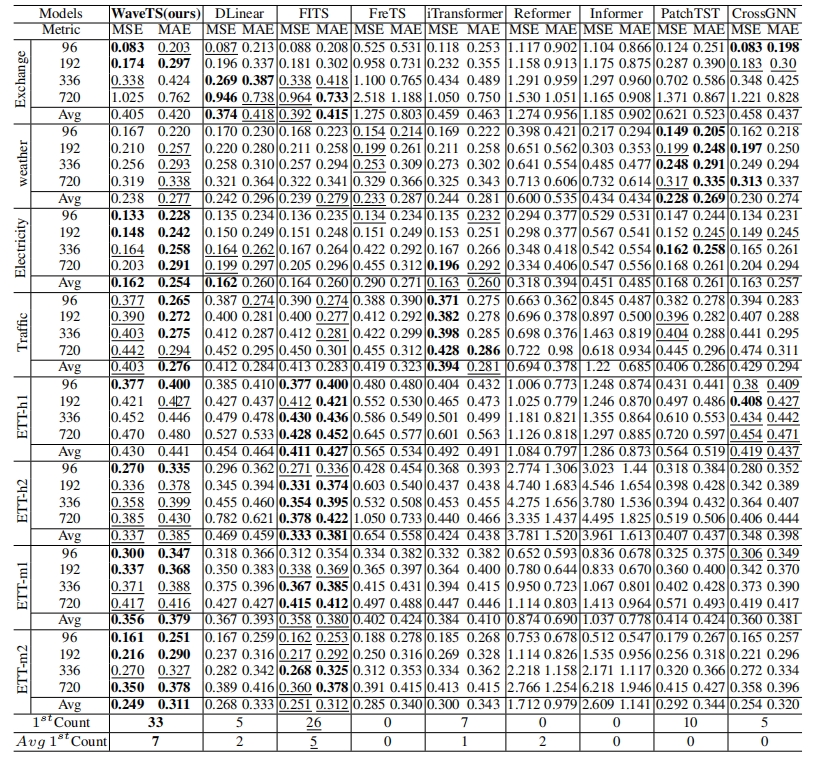 Models WaveTS(ours) DLinear FITS FreTS iTransformer Reformer Informer PatchTST CrossGNN
Metric MSE MAE MSE MAE MSE MAE MSE MAE MSE MAE MSE MAE MSE MAE MSE MAE MSE MAE
Exchange
96 0.083 0.203 0.087 0.213 0.088 0.208 0.525 0.531 0.118 0.253 1.117 0.902 1.104 0.866 0.124 0.251 0.083 0.198
192 0.174 0.297 0.196 0.337 0.181 0.302 0.958 0.731 0.232 0.355 1.158 0.913 1.175 0.875 0.287 0.390 0.183 0.30
336 0.338 0.424 0.269 0.387 0.338 0.418 1.100 0.765 0.434 0.489 1.291 0.959 1.297 0.960 0.702 0.586 0.348 0.425
720 1.025 0.762 0.946 0.738 0.964 0.733 2.518 1.188 1.050 0.750 1.530 1.051 1.165 0.908 1.371 0.867 1.221 0.828
Avg 0.405 0.420 0.374 0.418 0.392 0.415 1.275 0.803 0.459 0.463 1.274 0.956 1.185 0.902 0.621 0.523 0.458 0.437
weather
96 0.167 0.220 0.170 0.230 0.168 0.223 0.154 0.214 0.169 0.222 0.398 0.421 0.217 0.294 0.149 0.205 0.162 0.218
192 0.210 0.257 0.220 0.280 0.211 0.258 0.199 0.261 0.211 0.258 0.651 0.562 0.303 0.353 0.199 0.248 0.197 0.250
336 0.256 0.293 0.258 0.310 0.257 0.294 0.253 0.309 0.273 0.302 0.641 0.554 0.485 0.477 0.248 0.291 0.249 0.294
720 0.319 0.338 0.321 0.364 0.322 0.341 0.329 0.366 0.325 0.343 0.713 0.606 0.732 0.614 0.317 0.335 0.313 0.337
Avg 0.238 0.277 0.242 0.296 0.239 0.279 0.233 0.287 0.244 0.281 0.600 0.535 0.434 0.434 0.228 0.269 0.230 0.274
Electricity
96 0.133 0.228 0.135 0.234 0.136 0.235 0.134 0.234 0.135 0.232 0.294 0.377 0.529 0.531 0.147 0.244 0.134 0.231
192 0.148 0.242 0.150 0.249 0.151 0.248 0.151 0.249 0.153 0.251 0.298 0.377 0.567 0.541 0.152 0.245 0.149 0.245
336 0.164 0.258 0.164 0.262 0.167 0.264 0.422 0.292 0.167 0.266 0.348 0.418 0.542 0.554 0.162 0.258 0.165 0.261
720 0.203 0.291 0.199 0.297 0.205 0.296 0.455 0.312 0.196 0.292 0.334 0.406 0.547 0.556 0.168 0.261 0.204 0.294
Avg 0.162 0.254 0.162 0.260 0.164 0.260 0.290 0.271 0.163 0.260 0.318 0.394 0.451 0.485 0.168 0.261 0.163 0.257
Traffic
96 0.377 0.265 0.387 0.274 0.390 0.274 0.388 0.390 0.371 0.275 0.663 0.362 0.845 0.487 0.382 0.278 0.394 0.283
192 0.390 0.272 0.400 0.281 0.400 0.277 0.412 0.292 0.382 0.278 0.696 0.378 0.897 0.500 0.396 0.282 0.407 0.288
336 0.403 0.275 0.412 0.287 0.412 0.281 0.422 0.299 0.398 0.285 0.698 0.376 1.463 0.819 0.404 0.288 0.441 0.295
720 0.442 0.294 0.452 0.295 0.450 0.301 0.455 0.312 0.428 0.286 0.722 0.98 0.618 0.934 0.445 0.296 0.474 0.311
Avg 0.403 0.276 0.412 0.284 0.413 0.283 0.419 0.323 0.394 0.281 0.694 0.378 1.22 0.685 0.406 0.286 0.429 0.294
ETT-h1
96 0.377 0.400 0.385 0.410 0.377 0.400 0.480 0.480 0.404 0.432 1.006 0.773 1.248 0.874 0.431 0.441 0.38 0.409
192 0.421 0.427 0.427 0.437 0.412 0.421 0.552 0.530 0.465 0.473 1.025 0.779 1.246 0.870 0.497 0.486 0.408 0.427
336 0.452 0.446 0.479 0.478 0.430 0.436 0.586 0.549 0.501 0.499 1.181 0.821 1.355 0.864 0.610 0.553 0.434 0.442
720 0.470 0.480 0.527 0.533 0.428 0.452 0.645 0.577 0.601 0.563 1.126 0.818 1.297 0.885 0.720 0.597 0.454 0.471
Avg 0.430 0.441 0.454 0.464 0.411 0.427 0.565 0.534 0.492 0.491 1.084 0.797 1.286 0.873 0.564 0.519 0.419 0.437
ETT-h2
96 0.270 0.335 0.296 0.362 0.271 0.336 0.428 0.454 0.368 0.393 2.774 1.306 3.023 1.44 0.318 0.384 0.280 0.352
192 0.336 0.378 0.345 0.394 0.331 0.374 0.603 0.540 0.437 0.438 4.740 1.683 4.546 1.654 0.398 0.428 0.342 0.389
336 0.358 0.399 0.455 0.460 0.354 0.395 0.532 0.508 0.453 0.455 4.275 1.656 3.780 1.536 0.394 0.432 0.364 0.407
720 0.385 0.430 0.782 0.621 0.378 0.422 1.050 0.733 0.440 0.466 3.335 1.437 4.495 1.825 0.519 0.506 0.406 0.444
Avg 0.337 0.385 0.469 0.459 0.333 0.381 0.654 0.558 0.424 0.438 3.781 1.520 3.961 1.613 0.407 0.437 0.348 0.398
ETT-m1
96 0.300 0.347 0.318 0.366 0.312 0.354 0.334 0.382 0.332 0.382 0.652 0.593 0.836 0.678 0.325 0.375 0.306 0.349
192 0.337 0.368 0.350 0.383 0.338 0.369 0.365 0.397 0.364 0.400 0.780 0.644 0.833 0.670 0.360 0.400 0.342 0.370
336 0.371 0.388 0.375 0.396 0.367 0.385 0.415 0.431 0.394 0.415 0.950 0.723 1.067 0.801 0.402 0.428 0.373 0.390
720 0.417 0.416 0.427 0.427 0.415 0.412 0.497 0.488 0.447 0.446 1.114 0.803 1.413 0.964 0.571 0.493 0.419 0.417
Avg 0.356 0.379 0.367 0.393 0.358 0.380 0.402 0.424 0.384 0.410 0.874 0.690 1.037 0.778 0.414 0.424 0.360 0.381
ETT-m2
96 0.161 0.251 0.167 0.259 0.162 0.253 0.188 0.278 0.185 0.268 0.753 0.678 0.512 0.547 0.179 0.267 0.165 0.257
192 0.216 0.290 0.237 0.316 0.217 0.292 0.250 0.316 0.269 0.328 1.114 0.826 1.535 0.956 0.256 0.318 0.221 0.296
336 0.270 0.327 0.282 0.342 0.268 0.325 0.312 0.353 0.334 0.362 2.218 1.158 2.171 1.117 0.320 0.366 0.272 0.334
720 0.350 0.378 0.389 0.416 0.360 0.378 0.391 0.415 0.413 0.415 2.766 1.254 6.218 1.946 0.415 0.427 0.358 0.396
Avg 0.249 0.311 0.268 0.333 0.251 0.312 0.285 0.340 0.300 0.343 1.712 0.979 2.609 1.141 0.292 0.344 0.254 0.320
1stCount 33 5 26 0 7 0 0 10 5
Avg 1stCount 7 2 5 0 1 2 0 0 0